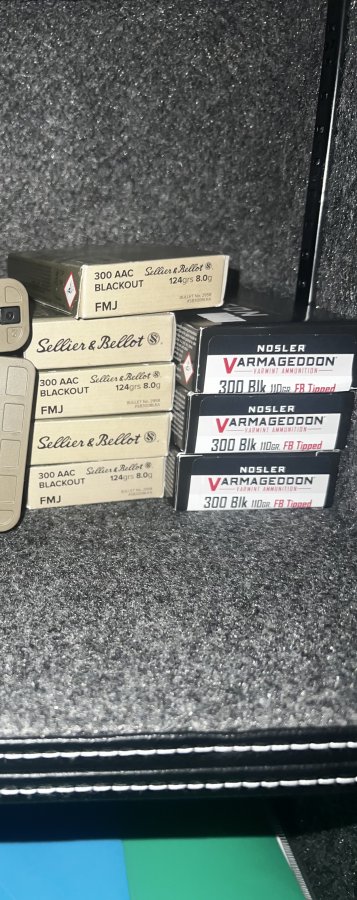 300 AAC
BLACKOUT
Sellier & Bellot S
124grs 8.0g
FMJ
Sellier & Bellot S
300 AAC
BLACKOUT
Sellier & Bellot S
124grs 8.0g
FMJ
Sellier & Bellot S
300 AAC
BLACKOUT
Sellier & Bellot S
124grs 8.0g
FMJ
NOSLER
VARMAGEDDON
VARMINT AMMUNITION
300 Blk 110GR. FB Tipped
NOSLER
VARMAGEDDON
VARMINT AMMUNITION
300 Blk 110GR. FB Tipped
NOSLER
VARMAGEDDON
VARMINT AMMUNITION
300 Blk 110GR. FB Tipped